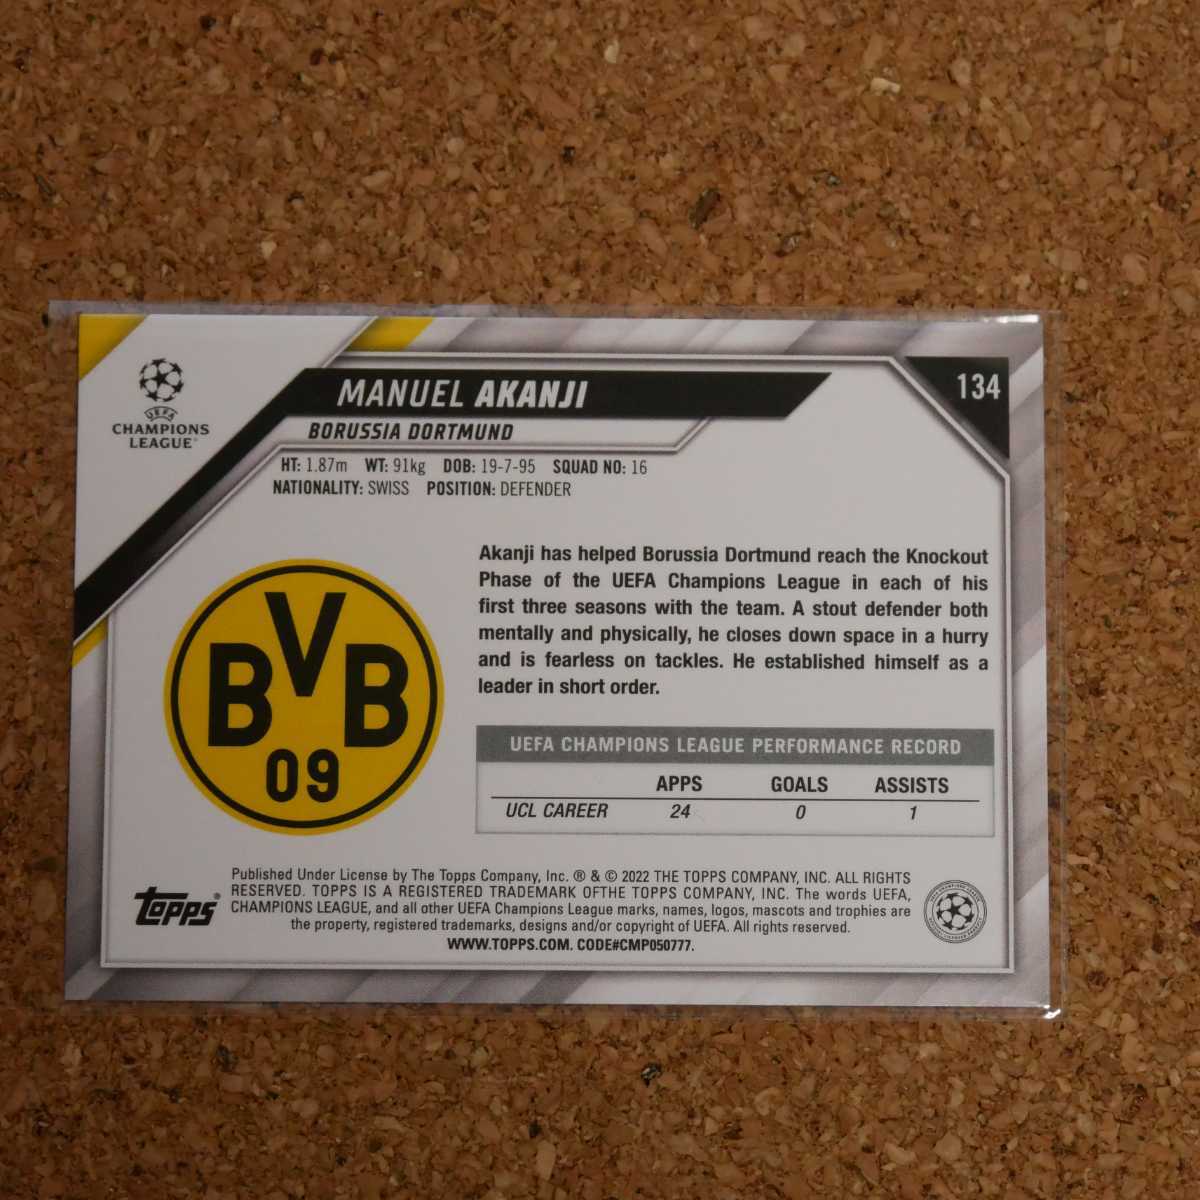 UEFA
CHAMPIONS
LEAGUE
MANUEL AKANJI
134
BORUSSIA DORTMUND
HT: 1.87m WT: 91kg DOB: 19-7-95 SQUAD NO: 16
NATIONALITY: SWISS POSITION: DEFENDER
Akanji has helped Borussia Dortmund reach the Knockout
Phase of the UEFA Champions League in each of his
first three seasons with the team. A stout defender both
mentally and physically, he closes down space in a hurry
and is fearless on tackles. He established himself as a
leader in short order.
BVB
09
UEFA CHAMPIONS LEAGUE PERFORMANCE RECORD
APPS GOALS ASSISTS
UCL CAREER 24 0 1
Topps®
Published Under License by The Topps Company, Inc. ® & © 2022 THE TOPPS COMPANY, INC. ALL RIGHTS
RESERVED. TOPPS IS A REGISTERED TRADEMARK OFTHE TOPPS COMPANY, INC. The words UEFA,
CHAMPIONS LEAGUE, and all other UEFA Champions League marks, names, logos, mascots and trophies are
the property, registered trademarks, designs and/or copyright of UEFA. All rights reserved.
WWW.TOPPS.COM. CODE#CMP050777.